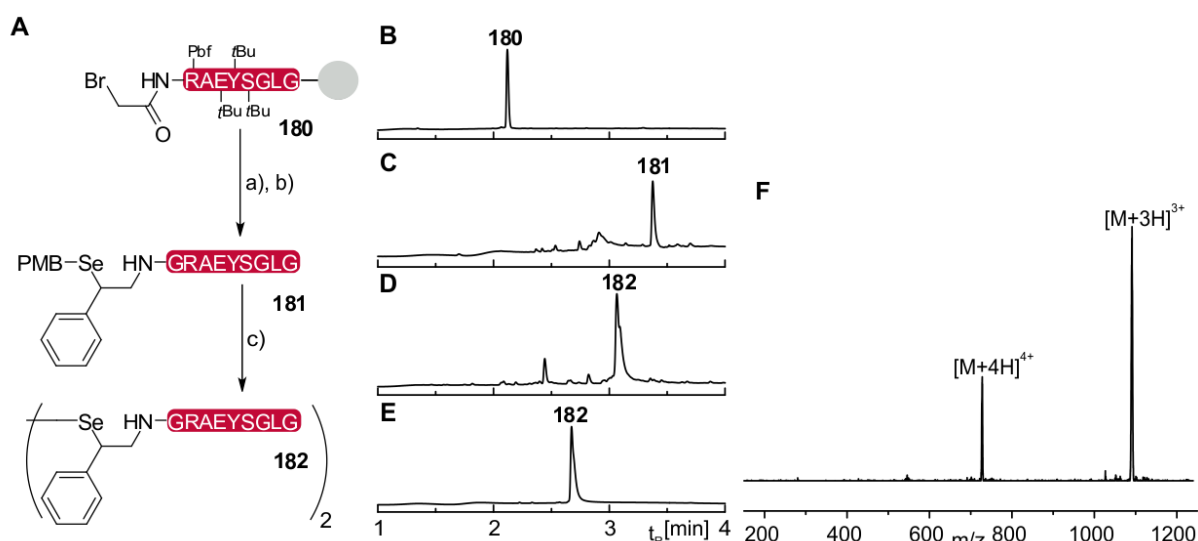 A
Pbf tBu
Br HN RAEYSGLG
O tBu tBu
180
a), b)
PMB Se HN GRAEYSGLG
181
c)
Se HN GRAEYSGLG
182
2
B
180
C
181
D
182
E
182
1 2 3 4
tR[min]
F
[M+3H]3+
[M+4H]4+
200 400 600 800 1000 1200
m/z